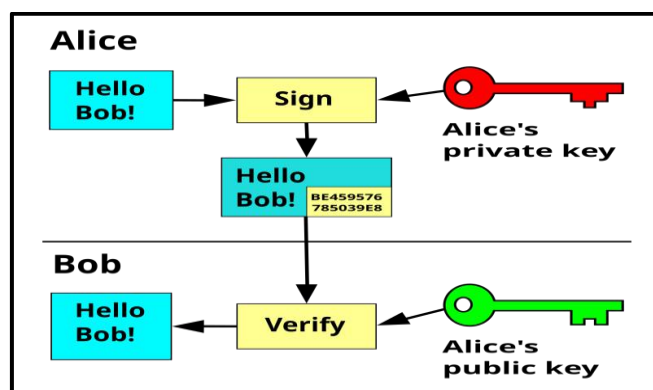 Alice
Hello
Bob!
Sign
Alice's
private key
Hello
Bob!
BE459576
785039E8
Bob
Hello
Bob!
Verify
Alice's
public key